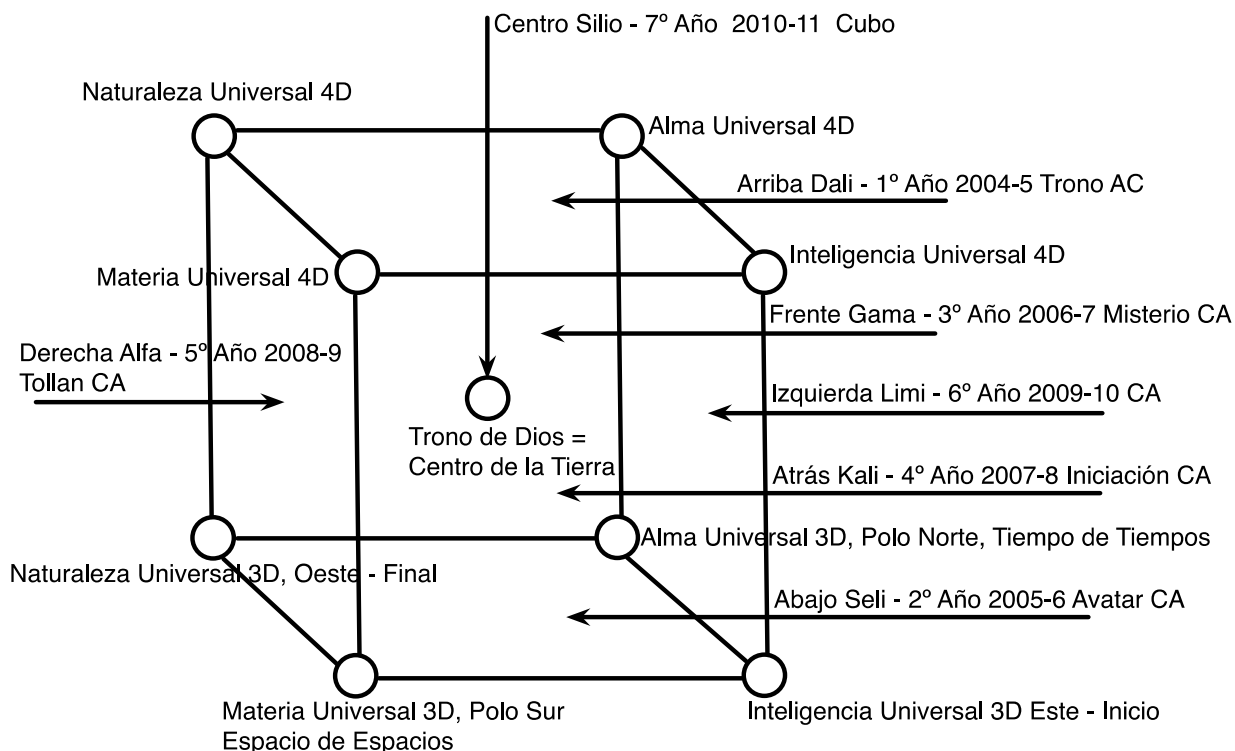 Centro Silio - 7º Año  2010-11  Cubo
Naturaleza Universal 4D
Alma Universal 4D
Arriba Dali - 1º Año 2004-5 Trono AC
Materia Universal 4D
Inteligencia Universal 4D
Frente Gama - 3º Año 2006-7 Misterio CA
Derecha Alfa - 5º Año 2008-9
Tollan CA
Izquierda Limi - 6º Año 2009-10 CA
Trono de Dios =
Centro de la Tierra
Atrás Kali - 4º Año 2007-8 Iniciación CA
Alma Universal 3D, Polo Norte, Tiempo de Tiempos
Naturaleza Universal 3D, Oeste - Final
Abajo Seli - 2º Año 2005-6 Avatar CA
Materia Universal 3D, Polo Sur
Espacio de Espacios
Inteligencia Universal 3D Este - Inicio